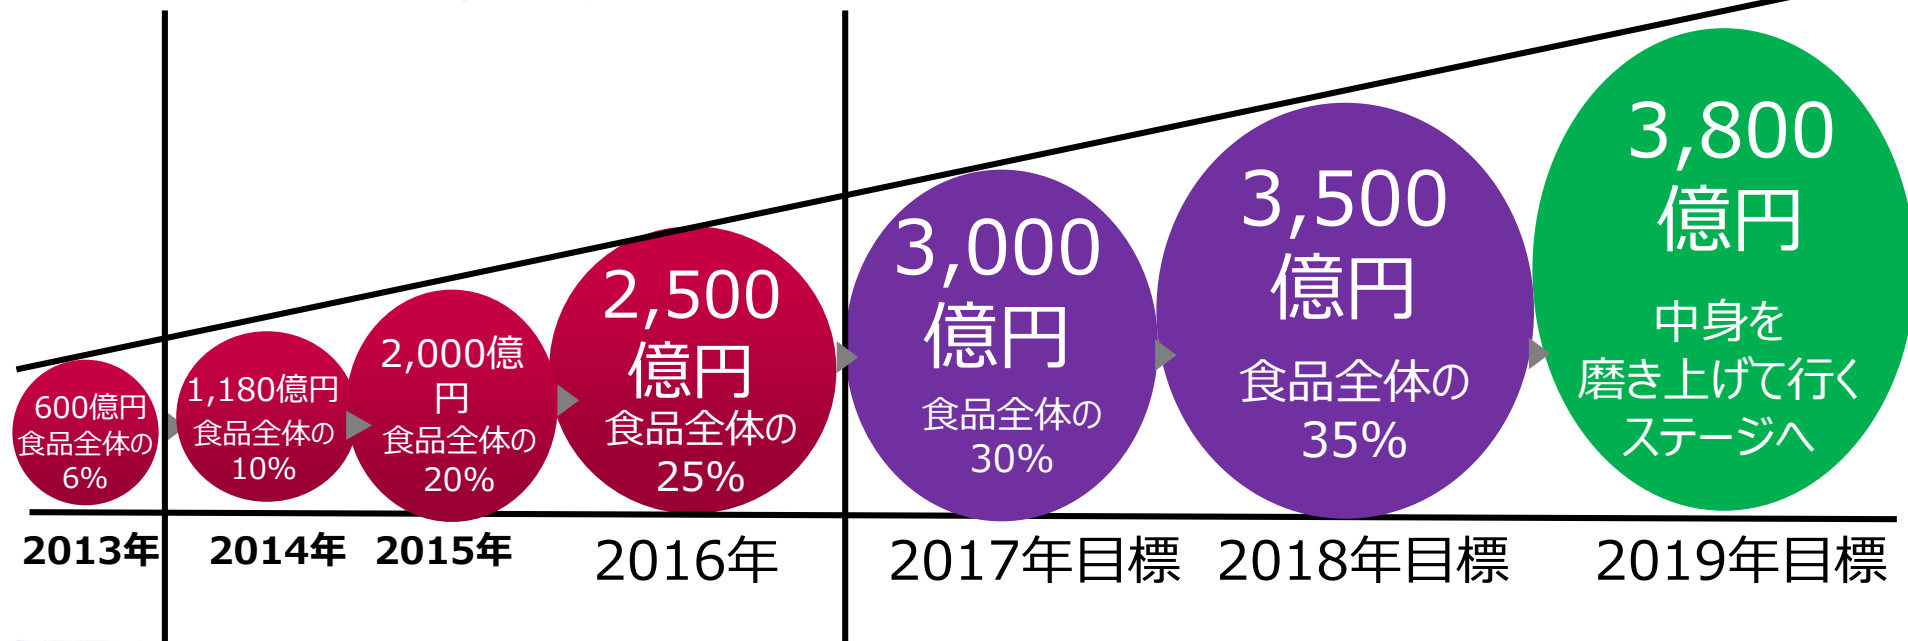 600億円
食品全体の
6%
1,180億円
食品全体の
10%
2,000億
円
食品全体の
20%
2,500
億円
食品全体の
25%
3,000
億円
食品全体の
30%
3,500
億円
食品全体の
35%
3,800
億円
中身を
磨き上げて行く
ステージへ
2013年
2014年
2015年
2016年
2017年目標
2018年目標
2019年目標